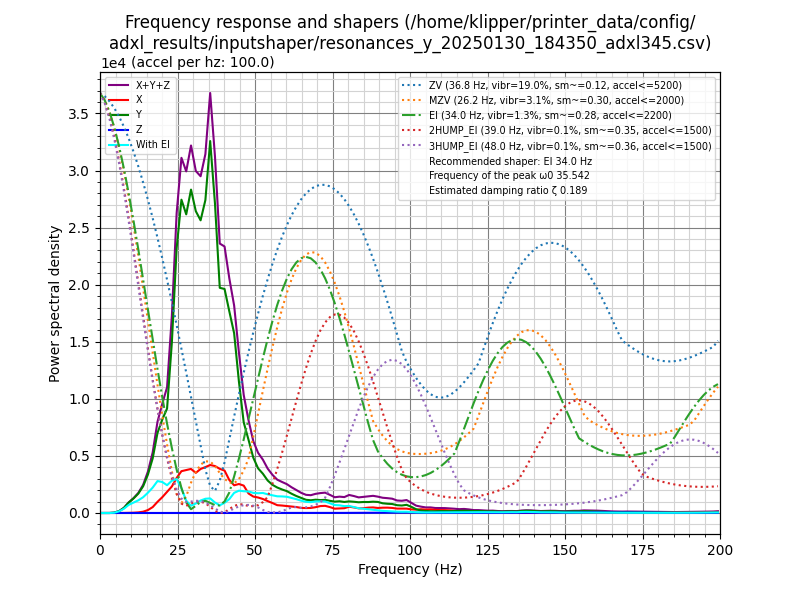 Frequency response and shapers (/home/klipper/printer_data/config/
adxl_results/inputshaper/resonances_y_20250130_184350_adxl345.csv)
1e4 (accel per hz: 100.0)
X+Y+Z
X
Y
Z
With EI
ZV (36.8 Hz, vibr=19.0%, sm~=0.12, accel<=5200)
MZV (26.2 Hz, vibr=3.1%, sm~=0.30, accel<=2000)
EI (34.0 Hz, vibr=1.3%, sm~=0.28, accel<=2200)
2HUMP_EI (39.0 Hz, vibr=0.1%, sm~=0.35, accel<=1500)
3HUMP_EI (48.0 Hz, vibr=0.1%, sm~=0.36, accel<=1500)
Recommended shaper: EI 34.0 Hz
Frequency of the peak ω0 35.542
Estimated damping ratio ζ 0.189
Power spectral density
3.5
3.0
2.5
2.0
1.5
1.0
0.5
0.0
0 25 50 75 100 125 150 175 200
Frequency (Hz)